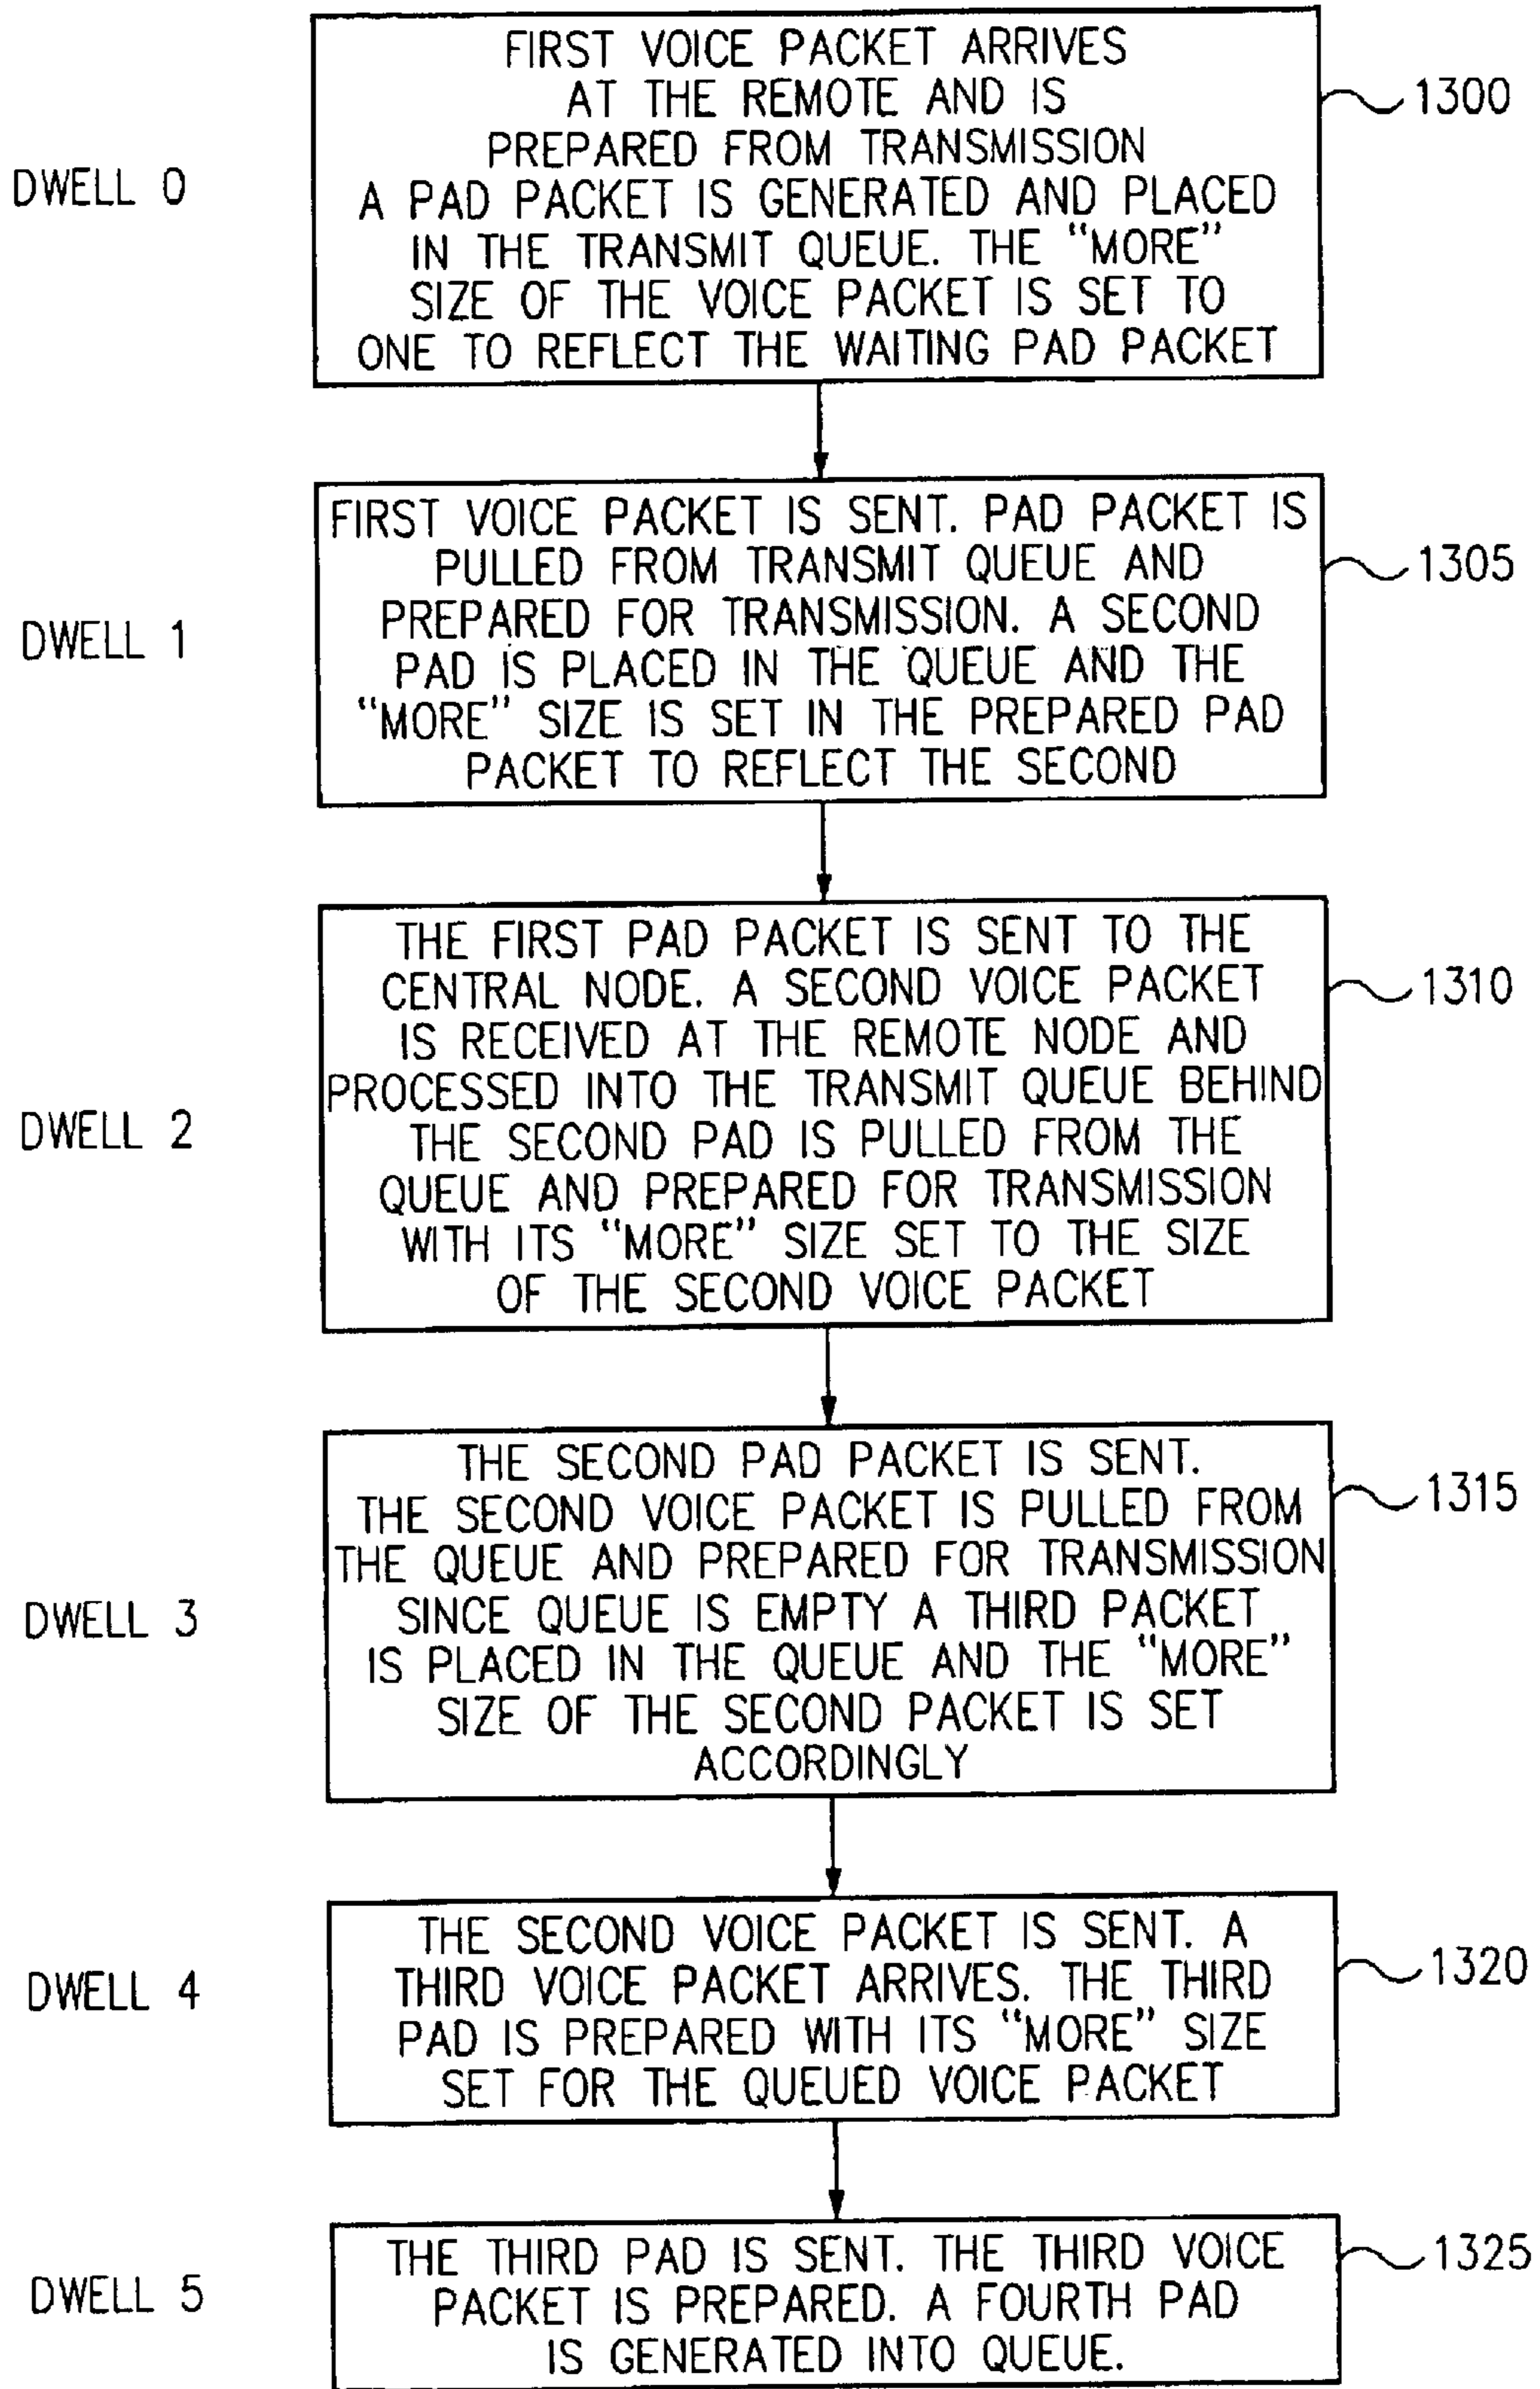 FIRST VOICE PACKET ARRIVES
AT THE REMOTE AND IS
PREPARED FROM TRANSMISSION
A PAD PACKET IS GENERATED AND PLACED
IN THE TRANSMIT QUEUE. THE "MORE"
SIZE OF THE VOICE PACKET IS SET TO
ONE TO REFLECT THE WAITING PAD PACKET
1300
DWELL 0
FIRST VOICE PACKET IS SENT. PAD PACKET IS
PULLED FROM TRANSMIT QUEUE AND
PREPARED FOR TRANSMISSION. A SECOND
PAD IS PLACED IN THE QUEUE AND THE
"MORE" SIZE IS SET IN THE PREPARED PAD
PACKET TO REFLECT THE SECOND
1305
DWELL 1
THE FIRST PAD PACKET IS SENT TO THE
CENTRAL NODE. A SECOND VOICE PACKET
IS RECEIVED AT THE REMOTE NODE AND
PROCESSED INTO THE TRANSMIT QUEUE BEHIND
THE SECOND PAD IS PULLED FROM THE
QUEUE AND PREPARED FOR TRANSMISSION
WITH ITS "MORE" SIZE SET TO THE SIZE
OF THE SECOND VOICE PACKET
1310
DWELL 2
THE SECOND PAD PACKET IS SENT.
THE SECOND VOICE PACKET IS PULLED FROM
THE QUEUE AND PREPARED FOR TRANSMISSION
SINCE QUEUE IS EMPTY A THIRD PACKET
IS PLACED IN THE QUEUE AND THE "MORE"
SIZE OF THE SECOND PACKET IS SET
ACCORDINGLY
1315
DWELL 3
THE SECOND VOICE PACKET IS SENT. A
THIRD VOICE PACKET ARRIVES. THE THIRD
PAD IS PREPARED WITH ITS "MORE" SIZE
SET FOR THE QUEUED VOICE PACKET
1320
DWELL 4
THE THIRD PAD IS SENT. THE THIRD VOICE
PACKET IS PREPARED. A FOURTH PAD
IS GENERATED INTO QUEUE.
1325
DWELL 5